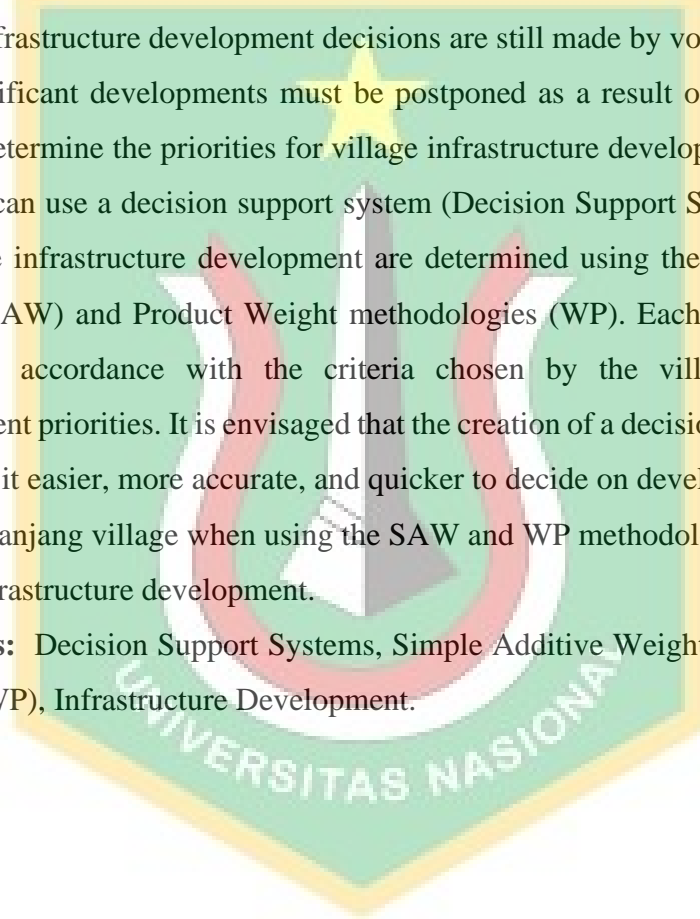 frastructure development decisions are still made by vo
ificant developments must be postponed as a result o
etermine the priorities for village infrastructure develop
can use a decision support system (Decision Support S
e infrastructure development are determined using the
AW) and Product Weight methodologies (WP). Each
accordance with the criteria chosen by the vill
ent priorities. It is envisaged that the creation of a decisio
it easier, more accurate, and quicker to decide on devel
anjang village when using the SAW and WP methodol
rastructure development.
s: Decision Support Systems, Simple Additive Weight
VP), Infrastructure Development.
UNIVERSITAS NASIONAL